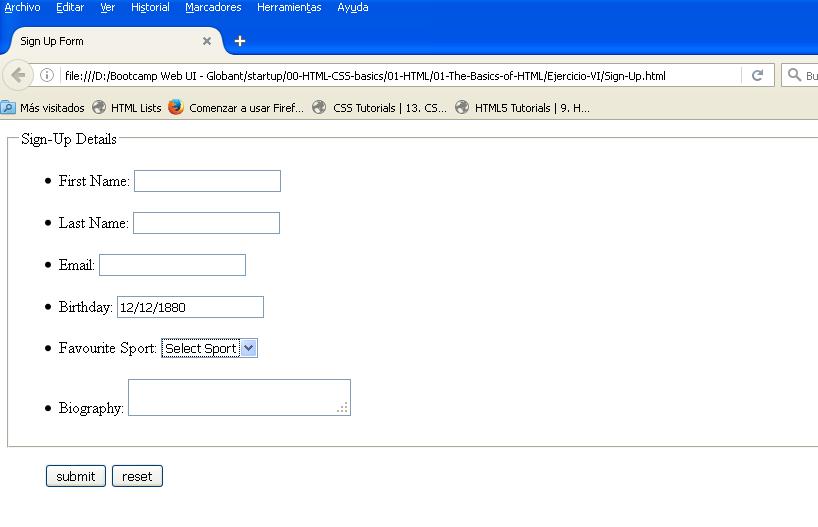 Archivo Editar Ver Historial Marcadores Herramientas Ayuda
Sign Up Form
file:///D:/Bootcamp Web UI - Globant/startup/00-HTML-CSS-basics/01-HTML/01-The-Basics-of-HTML/Ejercicio-VI/Sign-Up.html Bu
Más visitados HTML Lists Comenzar a usar Firef... CSS Tutorials | 13. CS... HTML5 Tutorials | 9. H...
Sign-Up Details
First Name:
Last Name:
Email:
Birthday: 12/12/1880
Favourite Sport: Select Sport
Biography:
submit reset